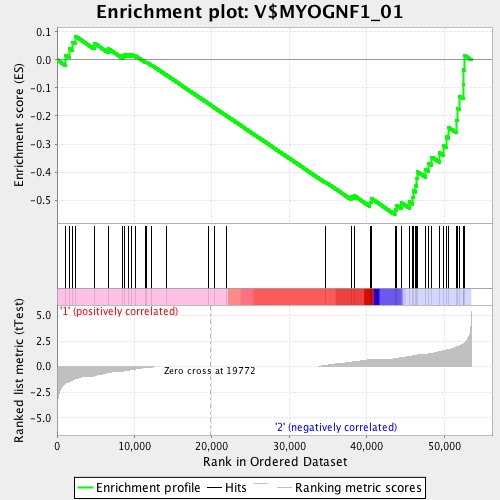 Enrichment plot: V$MYOGNF1_01
Enrichment score (ES)
0.1
0.0
-0.1
-0.2
-0.3
-0.4
-0.5
'1' (positively correlated)
Ranked list metric (tTest)
5.0
2.5
0.0
-2.5
-5.0
Zero cross at 19772
'2' (negatively correlated)
0
10,000
20,000
30,000
40,000
50,000
Rank in Ordered Dataset
Enrichment profile
Hits
Ranking metric scores